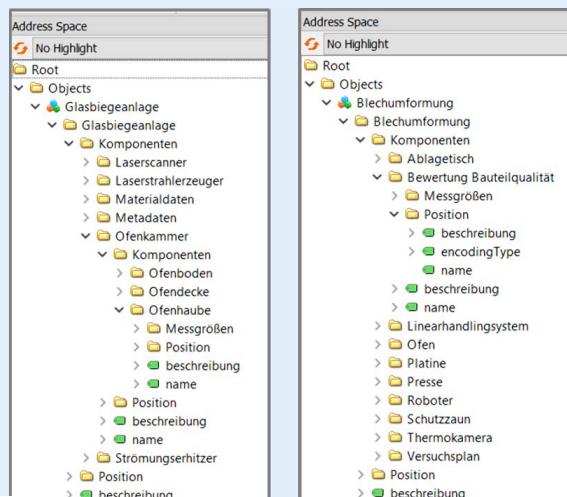 Address Space
No Highlight
Root
Objects
Glasbiegeanlage
Glasbiegeanlage
Komponenten
Laserscanner
Laserstrahlerzeuger
Materialdaten
Metadaten
Ofenkammer
Komponenten
Ofenboden
Ofendecke
Ofenhaube
Messgrößen
Position
beschreibung
name
Position
beschreibung
name
Strömungserhitzer
Position
beschreibung
Address Space
No Highlight
Root
Objects
Blechumformung
Blechumformung
Komponenten
Ablagetisch
Bewertung Bauteilqualität
Messgrößen
Position
beschreibung
encodingType
name
beschreibung
name
Linearhandlingsystem
Ofen
Platine
Presse
Roboter
Schutzzaun
Thermokamera
Versuchsplan
Position
beschreibung